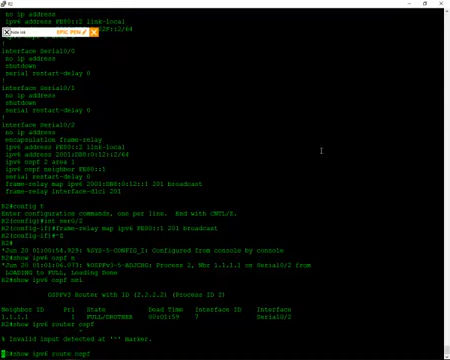 R2
no ip address
ipv6 address FE80::2 link-local
hide ink EPIC PEN
!
interface Serial0/0
no ip address
shutdown
serial restart-delay 0
!
interface Serial0/1
no ip address
shutdown
serial restart-delay 0
!
interface Serial0/2
no ip address
encapsulation frame-relay
ipv6 address FE80::2 link-local
ipv6 address 2001:DB8:0:12::2/64
ipv6 ospf 2 area 1
ipv6 ospf neighbor FE80::1
serial restart-delay 0
frame-relay map ipv6 2001:DB8:0:12::1 201 broadcast
frame-relay interface-dlci 201
R2#config t
Enter configuration commands, one per line. End with CNTL/Z.
R2(config)#int ser0/2
R2(config-if)#frame-relay map ipv6 FE80::1 201 broadcast
R2(config-if)#^Z
R2#
*Jun 20 01:00:54.929: %SYS-5-CONFIG_I: Configured from console by console
R2#show ipv6 ospf n
*Jun 20 01:01:06.073: %OSPFv3-5-ADJCHG: Process 2, Nbr 1.1.1.1 on Serial0/2 from
LOADING to FULL, Loading Done
R2#show ipv6 ospf nei
OSPFv3 Router with ID (2.2.2.2) (Process ID 2)
Neighbor ID Pri State Dead Time Interface ID Interface
1.1.1.1 1 FULL/DROTHER 00:01:59 7 Serial0/2
R2#show ipv6 router ospf
^
% Invalid input detected at '^' marker.
R2#show ipv6 route ospf